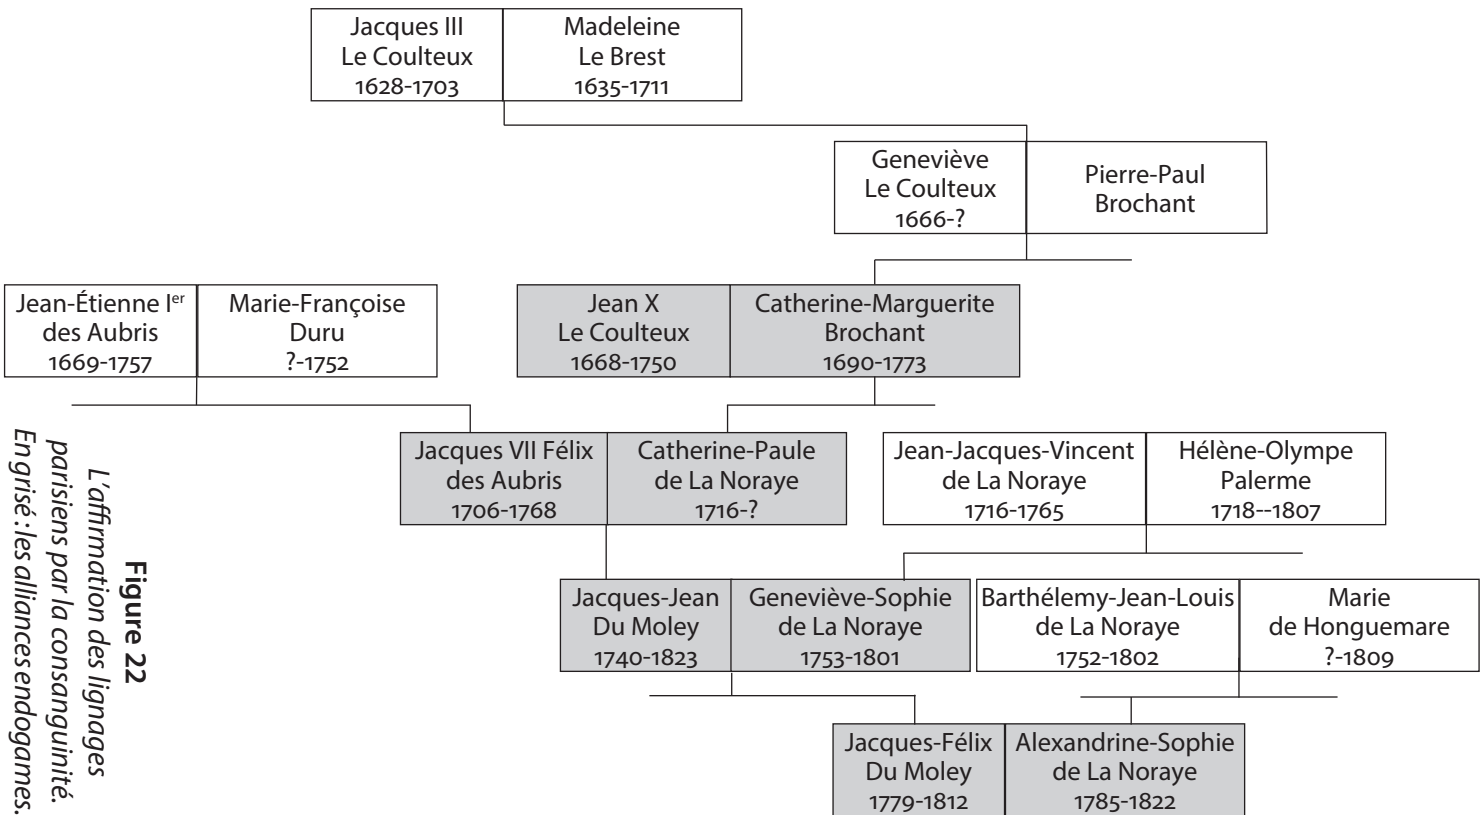 Jacques III
Le Coulteux
1628-1703
Madeleine
Le Brest
1635-1711
Geneviève
Le Coulteux
1666-?
Pierre-Paul
Brochant
Jean-Étienne Ier
des Aubris
1669-1757
Marie-Françoise
Duru
?-1752
Jean X
Le Coulteux
1668-1750
Catherine-Marguerite
Brochant
1690-1773
Jacques VII Félix
des Aubris
1706-1768
Catherine-Paule
de La Noraye
1716-?
Jean-Jacques-Vincent
de La Noraye
1716-1765
Hélène-Olympe
Palerme
1718--1807
Jacques-Jean
Du Moley
1740-1823
Geneviève-Sophie
de La Noraye
1753-1801
Barthélemy-Jean-Louis
de La Noraye
1752-1802
Marie
de Honguemare
?-1809
Jacques-Félix
Du Moley
1779-1812
Alexandrine-Sophie
de La Noraye
1785-1822
Figure 22
L'affirmation des lignages
parisiens par la consanguinité.
En grisé : les alliances endogames.